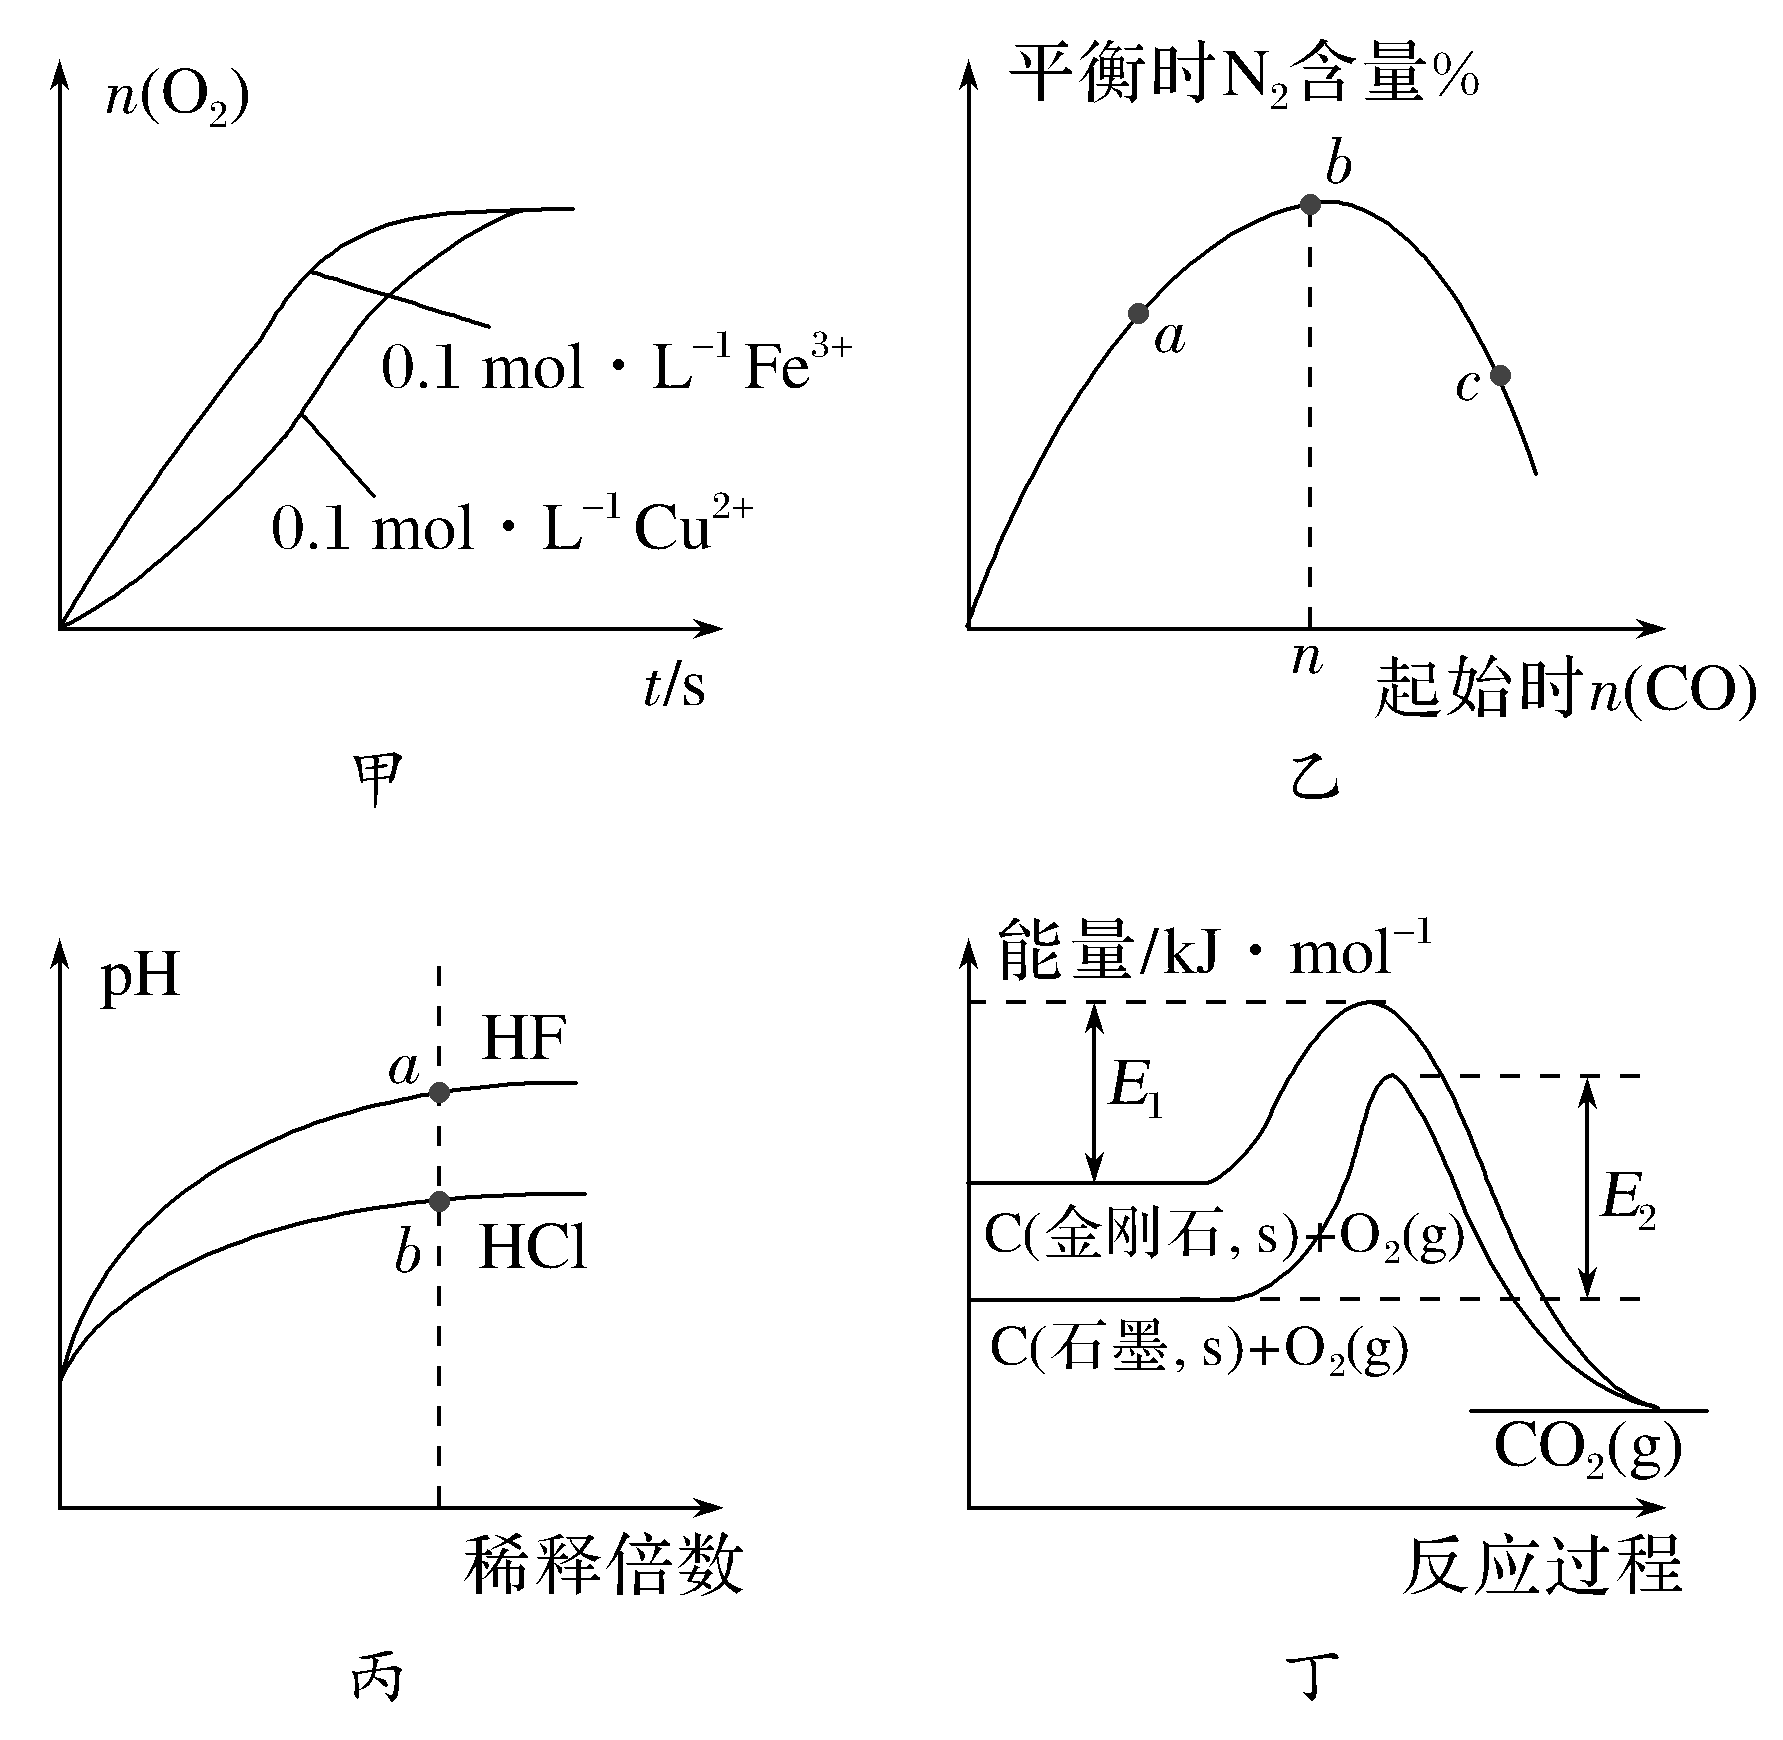 n(O₂)
0.1 mol · L⁻¹ Fe³⁺
0.1 mol · L⁻¹ Cu²⁺
t/s
甲
平衡时N₂含量%
b
a
c
n
起始时n(CO)
乙
pH
HF
a
b
HCl
稀释倍数
丙
能量/kJ · mol⁻¹
E₁
E₂
C(金刚石, s)+O₂(g)
C(石墨, s)+O₂(g)
CO₂(g)
反应过程
丁